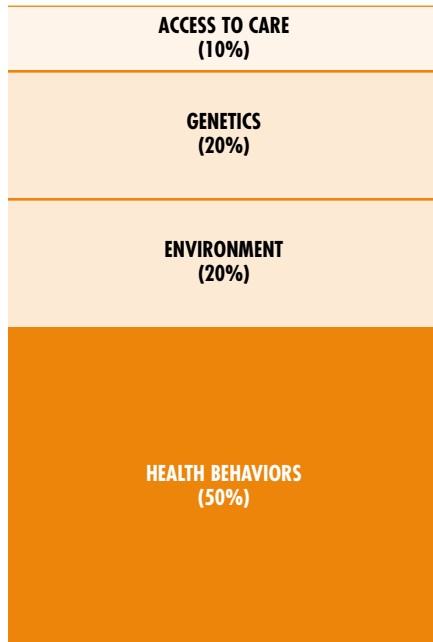 ACCESS TO CARE
(10%)
GENETICS
(20%)
ENVIRONMENT
(20%)
HEALTH BEHAVIORS
(50%)